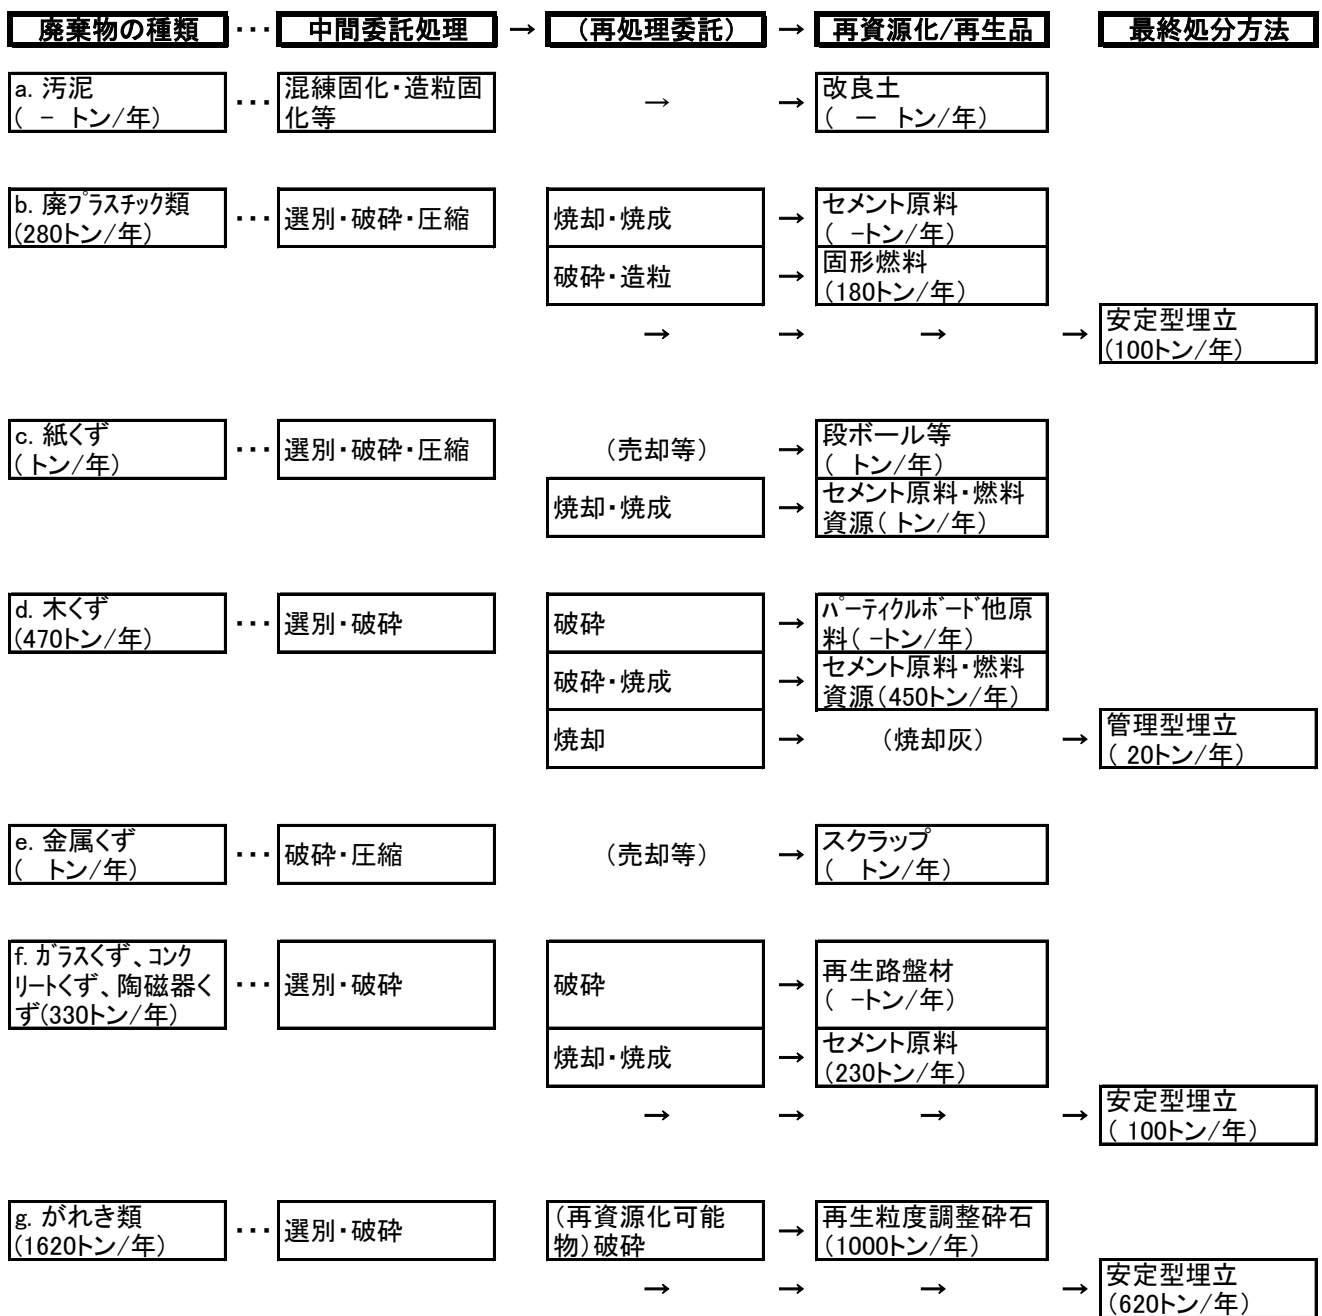 廃棄物の種類 ・・・ 中間委託処理 → (再処理委託) → 再資源化/再生品 最終処分方法
a. 汚泥
( - トン/年)
・・・
混練固化・造粒固
化等
→ →
改良土
( ー トン/年)
b. 廃プラスチック類
(280トン/年)
・・・ 選別・破砕・圧縮
焼却・焼成 →
セメント原料
( -トン/年)
破砕・造粒 →
固形燃料
(180トン/年)
→ → → →
安定型埋立
(100トン/年)
c. 紙くず
( トン/年)
・・・ 選別・破砕・圧縮
(売却等) →
段ボール等
( トン/年)
焼却・焼成 →
セメント原料・燃料
資源( トン/年)
d. 木くず
(470トン/年)
・・・ 選別・破砕
破砕 →
パーティクルボード他原
料( -トン/年)
破砕・焼成 →
セメント原料・燃料
資源(450トン/年)
焼却 → (焼却灰) →
管理型埋立
( 20トン/年)
e. 金属くず
( トン/年)
・・・ 破砕・圧縮
(売却等) →
スクラップ
( トン/年)
f. ガラスくず、コンク
リートくず、陶磁器く
ず(330トン/年)
・・・ 選別・破砕
破砕 →
再生路盤材
( -トン/年)
焼却・焼成 →
セメント原料
(230トン/年)
→ → → →
安定型埋立
( 100トン/年)
g. がれき類
(1620トン/年)
・・・ 選別・破砕
(再資源化可能
物)破砕
→
再生粒度調整砕石
(1000トン/年)
→ → → →
安定型埋立
(620トン/年)